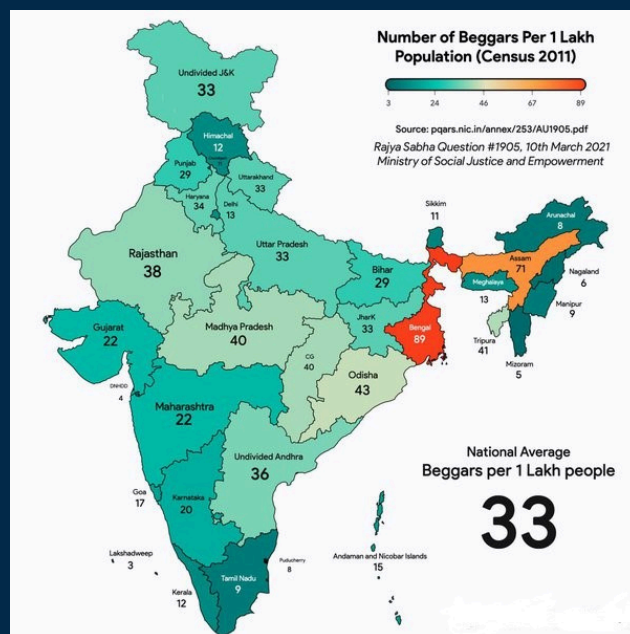 Number of Beggars Per 1 Lakh
Population (Census 2011)
3 24 46 67 89
Source: pqars.nic.in/annex/253/AU1905.pdf
Rajya Sabha Question #1905, 10th March 2021
Ministry of Social Justice and Empowerment
Undivided J&K
33
Himachal
12
Punjab
29
Uttarakhand
33
Haryana
34
Delhi
13
Sikkim
11
Arunachal
8
Rajasthan
38
Uttar Pradesh
33
Assam
71
Nagaland
6
Bihar
29
Meghalaya
13
Manipur
9
Gujarat
22
Madhya Pradesh
40
JharK
33
Bengal
89
Tripura
41
Mizoram
5
CG
40
Odisha
43
DNHDD
4
Maharashtra
22
Undivided Andhra
36
National Average
Beggars per 1 Lakh people
33
Goa
17
Karnataka
20
Andaman and Nicobar Islands
15
Lakshadweep
3
Puducherry
8
Kerala
12
Tamil Nadu
9